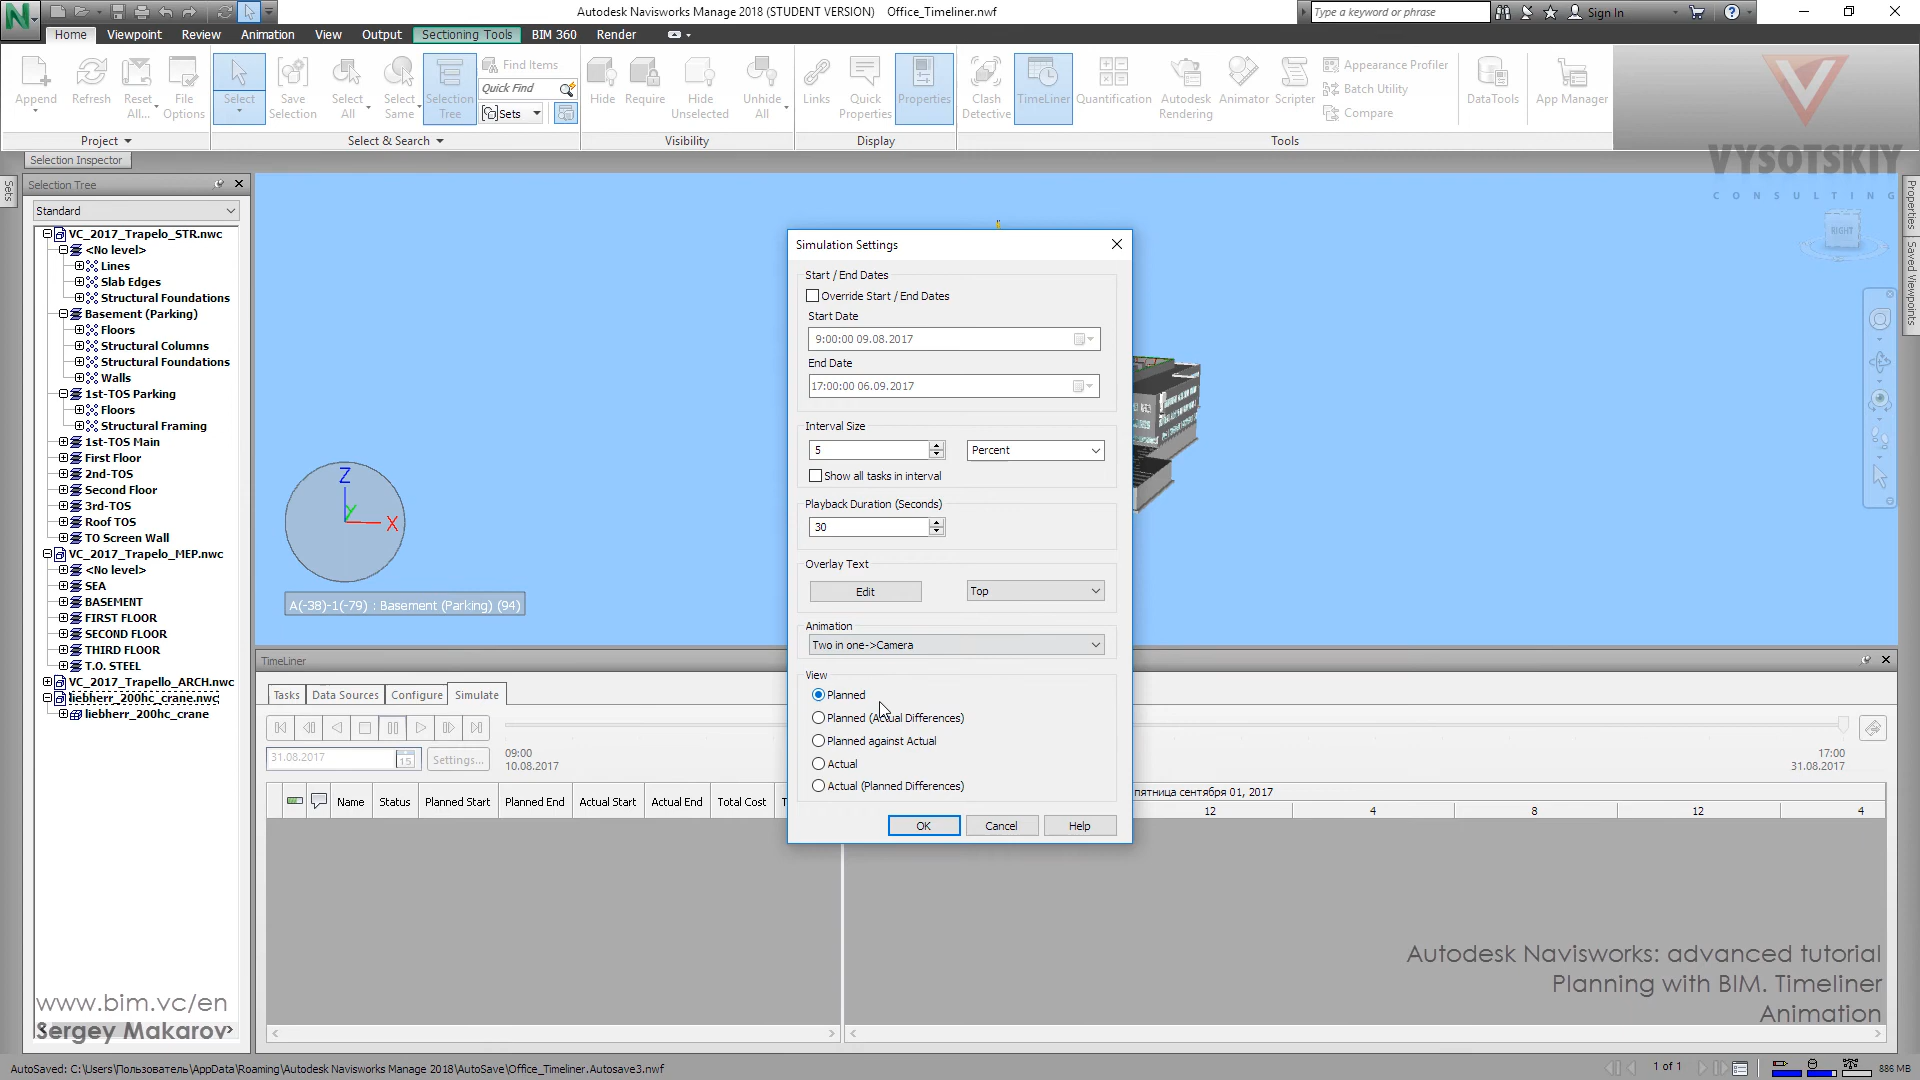 Autodesk Navisworks Manage 2018 (STUDENT VERSION) Office_Timeliner.nwf
Type a keyword or phrase
Sign In
Home Viewpoint Review Animation View Output Sectioning Tools BIM 360 Render
Append
Refresh
Reset All...
File Options
Project
Select
Save Selection
Select All
Select Same
Selection Tree
Find Items
Quick Find
Sets
Select & Search
Hide
Require
Hide Unselected
Unhide All
Visibility
Links
Quick Properties
Properties
Display
Clash Detective
TimeLiner
Quantification
Autodesk Rendering
Animator
Scripter
Appearance Profiler
Batch Utility
Compare
Tools
DataTools
App Manager
VYSOTSKIY
CONSULTING
Selection Inspector
Sets
Selection Tree
Standard
VC_2017_Trapelo_STR.nwc
<No level>
Lines
Slab Edges
Structural Foundations
Basement (Parking)
Floors
Structural Columns
Structural Foundations
Walls
1st-TOS Parking
Floors
Structural Framing
1st-TOS Main
First Floor
2nd-TOS
Second Floor
3rd-TOS
Roof TOS
TO Screen Wall
VC_2017_Trapelo_MEP.nwc
<No level>
SEA
BASEMENT
FIRST FLOOR
SECOND FLOOR
THIRD FLOOR
T.O. STEEL
VC_2017_Trapello_ARCH.nwc
liebherr_200hc_crane.nwc
liebherr_200hc_crane
www.bim.vc/en
Sergey Makarov
Z
Y
X
A(-38)-1(-79) : Basement (Parking) (94)
RIGHT
Properties
Saved Viewpoints
Simulation Settings
Start / End Dates
Override Start / End Dates
Start Date
9:00:00 09.08.2017
End Date
17:00:00 06.09.2017
Interval Size
5 Percent
Show all tasks in interval
Playback Duration (Seconds)
30
Overlay Text
Edit Top
Animation
Two in one->Camera
View
Planned
Planned (Actual Differences)
Planned against Actual
Actual
Actual (Planned Differences)
OK Cancel Help
TimeLiner
Tasks Data Sources Configure Simulate
31.08.2017 15 Settings...
09:00
10.08.2017
17:00
31.08.2017
Name Status Planned Start Planned End Actual Start Actual End Total Cost
пятница сентября 01, 2017
12 4 8 12 4
Autodesk Navisworks: advanced tutorial
Planning with BIM. Timeliner
Animation
AutoSaved: C:\Users\Пользователь\AppData\Roaming\Autodesk Navisworks Manage 2018\AutoSave\Office_Timeliner.Autosave3.nwf
1 of 1
886 MB